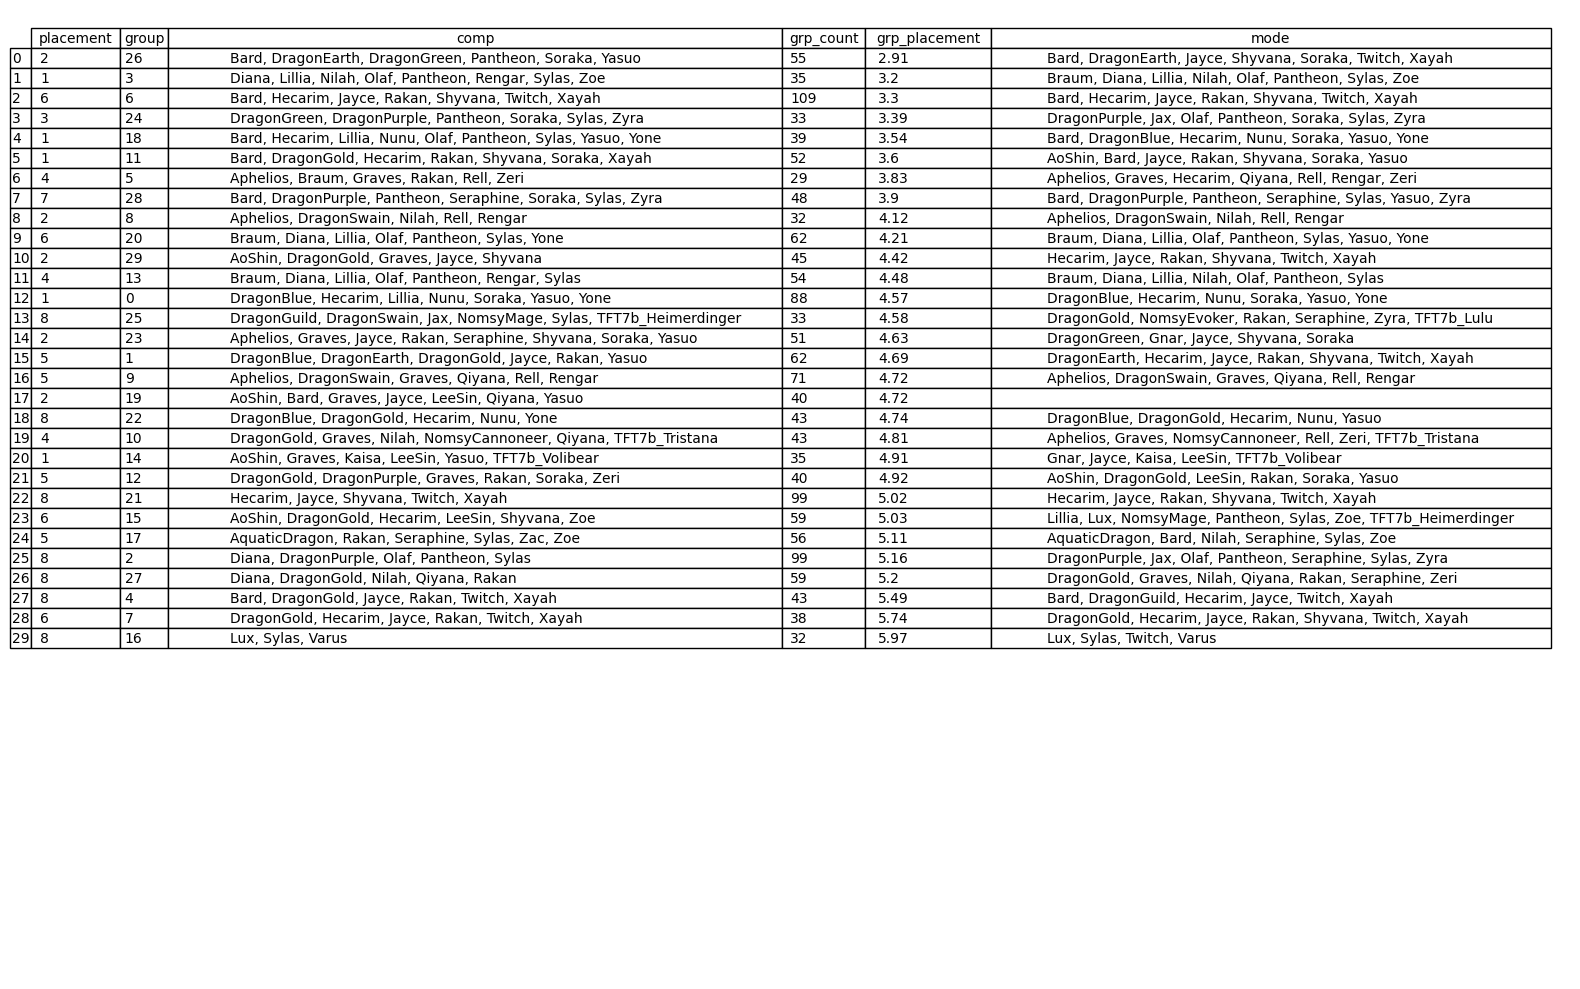 placement group comp grp_count grp_placement mode
0 2 26 Bard, DragonEarth, DragonGreen, Pantheon, Soraka, Yasuo 55 2.91 Bard, DragonEarth, Jayce, Shyvana, Soraka, Twitch, Xayah
1 1 3 Diana, Lillia, Nilah, Olaf, Pantheon, Rengar, Sylas, Zoe 35 3.2 Braum, Diana, Lillia, Nilah, Olaf, Pantheon, Sylas, Zoe
2 6 6 Bard, Hecarim, Jayce, Rakan, Shyvana, Twitch, Xayah 109 3.3 Bard, Hecarim, Jayce, Rakan, Shyvana, Twitch, Xayah
3 3 24 DragonGreen, DragonPurple, Pantheon, Soraka, Sylas, Zyra 33 3.39 DragonPurple, Jax, Olaf, Pantheon, Soraka, Sylas, Zyra
4 1 18 Bard, Hecarim, Lillia, Nunu, Olaf, Pantheon, Sylas, Yasuo, Yone 39 3.54 Bard, DragonBlue, Hecarim, Nunu, Soraka, Yasuo, Yone
5 1 11 Bard, DragonGold, Hecarim, Rakan, Shyvana, Soraka, Xayah 52 3.6 AoShin, Bard, Jayce, Rakan, Shyvana, Soraka, Yasuo
6 4 5 Aphelios, Braum, Graves, Rakan, Rell, Zeri 29 3.83 Aphelios, Graves, Hecarim, Qiyana, Rell, Rengar, Zeri
7 7 28 Bard, DragonPurple, Pantheon, Seraphine, Soraka, Sylas, Zyra 48 3.9 Bard, DragonPurple, Pantheon, Seraphine, Sylas, Yasuo, Zyra
8 2 8 Aphelios, DragonSwain, Nilah, Rell, Rengar 32 4.12 Aphelios, DragonSwain, Nilah, Rell, Rengar
9 6 20 Braum, Diana, Lillia, Olaf, Pantheon, Sylas, Yone 62 4.21 Braum, Diana, Lillia, Olaf, Pantheon, Sylas, Yasuo, Yone
10 2 29 AoShin, DragonGold, Graves, Jayce, Shyvana 45 4.42 Hecarim, Jayce, Rakan, Shyvana, Twitch, Xayah
11 4 13 Braum, Diana, Lillia, Olaf, Pantheon, Rengar, Sylas 54 4.48 Braum, Diana, Lillia, Nilah, Olaf, Pantheon, Sylas
12 1 0 DragonBlue, Hecarim, Lillia, Nunu, Soraka, Yasuo, Yone 88 4.57 DragonBlue, Hecarim, Nunu, Soraka, Yasuo, Yone
13 8 25 DragonGuild, DragonSwain, Jax, NomsyMage, Sylas, TFT7b_Heimerdinger 33 4.58 DragonGold, NomsyEvoker, Rakan, Seraphine, Zyra, TFT7b_Lulu
14 2 23 Aphelios, Graves, Jayce, Rakan, Seraphine, Shyvana, Soraka, Yasuo 51 4.63 DragonGreen, Gnar, Jayce, Shyvana, Soraka
15 5 1 DragonBlue, DragonEarth, DragonGold, Jayce, Rakan, Yasuo 62 4.69 DragonEarth, Hecarim, Jayce, Rakan, Shyvana, Twitch, Xayah
16 5 9 Aphelios, DragonSwain, Graves, Qiyana, Rell, Rengar 71 4.72 Aphelios, DragonSwain, Graves, Qiyana, Rell, Rengar
17 2 19 AoShin, Bard, Graves, Jayce, LeeSin, Qiyana, Yasuo 40 4.72
18 8 22 DragonBlue, DragonGold, Hecarim, Nunu, Yone 43 4.74 DragonBlue, DragonGold, Hecarim, Nunu, Yasuo
19 4 10 DragonGold, Graves, Nilah, NomsyCannoneer, Qiyana, TFT7b_Tristana 43 4.81 Aphelios, Graves, NomsyCannoneer, Rell, Zeri, TFT7b_Tristana
20 1 14 AoShin, Graves, Kaisa, LeeSin, Yasuo, TFT7b_Volibear 35 4.91 Gnar, Jayce, Kaisa, LeeSin, TFT7b_Volibear
21 5 12 DragonGold, DragonPurple, Graves, Rakan, Soraka, Zeri 40 4.92 AoShin, DragonGold, LeeSin, Rakan, Soraka, Yasuo
22 8 21 Hecarim, Jayce, Shyvana, Twitch, Xayah 99 5.02 Hecarim, Jayce, Rakan, Shyvana, Twitch, Xayah
23 6 15 AoShin, DragonGold, Hecarim, LeeSin, Shyvana, Zoe 59 5.03 Lillia, Lux, NomsyMage, Pantheon, Sylas, Zoe, TFT7b_Heimerdinger
24 5 17 AquaticDragon, Rakan, Seraphine, Sylas, Zac, Zoe 56 5.11 AquaticDragon, Bard, Nilah, Seraphine, Sylas, Zoe
25 8 2 Diana, DragonPurple, Olaf, Pantheon, Sylas 99 5.16 DragonPurple, Jax, Olaf, Pantheon, Seraphine, Sylas, Zyra
26 8 27 Diana, DragonGold, Nilah, Qiyana, Rakan 59 5.2 DragonGold, Graves, Nilah, Qiyana, Rakan, Seraphine, Zeri
27 8 4 Bard, DragonGold, Jayce, Rakan, Twitch, Xayah 43 5.49 Bard, DragonGuild, Hecarim, Jayce, Twitch, Xayah
28 6 7 DragonGold, Hecarim, Jayce, Rakan, Twitch, Xayah 38 5.74 DragonGold, Hecarim, Jayce, Rakan, Shyvana, Twitch, Xayah
29 8 16 Lux, Sylas, Varus 32 5.97 Lux, Sylas, Twitch, Varus